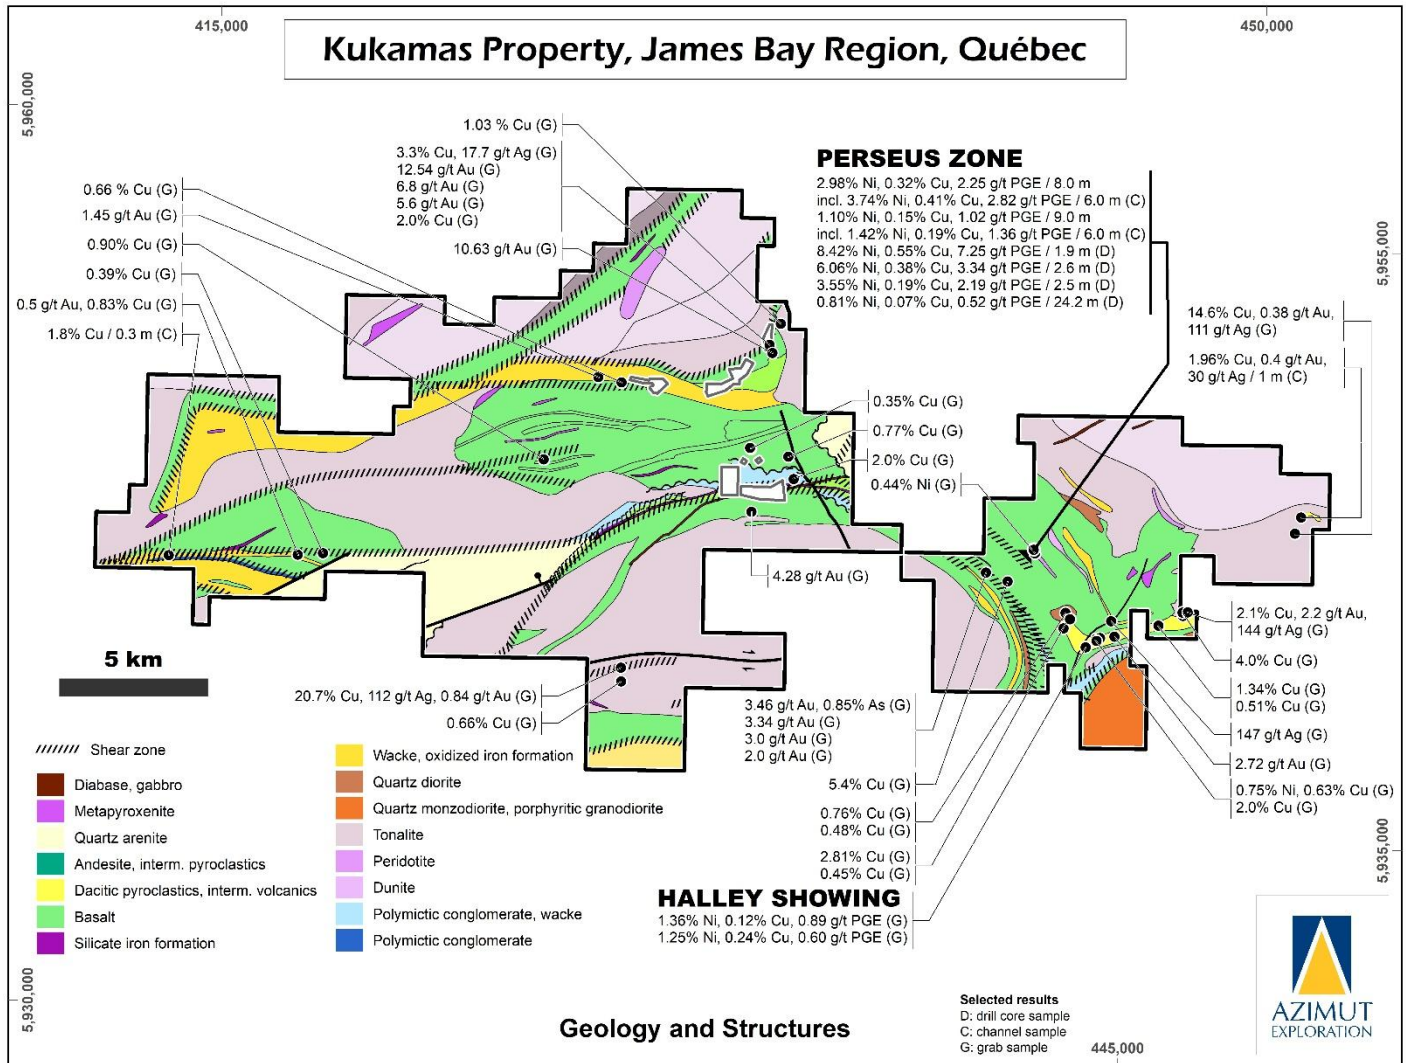 415,000
450,000
Kukamas Property, James Bay Region, Québec
5,960,000
5,955,000
1.03 % Cu (G)
3.3% Cu, 17.7 g/t Ag (G)
12.54 g/t Au (G)
6.8 g/t Au (G)
5.6 g/t Au (G)
2.0% Cu (G)
10.63 g/t Au (G)
0.66 % Cu (G)
1.45 g/t Au (G)
0.90% Cu (G)
0.39% Cu (G)
0.5 g/t Au, 0.83% Cu (G)
1.8% Cu / 0.3 m (C)
PERSEUS ZONE
2.98% Ni, 0.32% Cu, 2.25 g/t PGE / 8.0 m
incl. 3.74% Ni, 0.41% Cu, 2.82 g/t PGE / 6.0 m (C)
1.10% Ni, 0.15% Cu, 1.02 g/t PGE / 9.0 m
incl. 1.42% Ni, 0.19% Cu, 1.36 g/t PGE / 6.0 m (C)
8.42% Ni, 0.55% Cu, 7.25 g/t PGE / 1.9 m (D)
6.06% Ni, 0.38% Cu, 3.34 g/t PGE / 2.6 m (D)
3.55% Ni, 0.19% Cu, 2.19 g/t PGE / 2.5 m (D)
0.81% Ni, 0.07% Cu, 0.52 g/t PGE / 24.2 m (D)
14.6% Cu, 0.38 g/t Au,
111 g/t Ag (G)
1.96% Cu, 0.4 g/t Au,
30 g/t Ag / 1 m (C)
0.35% Cu (G)
0.77% Cu (G)
2.0% Cu (G)
0.44% Ni (G)
4.28 g/t Au (G)
2.1% Cu, 2.2 g/t Au,
144 g/t Ag (G)
4.0% Cu (G)
1.34% Cu (G)
0.51% Cu (G)
147 g/t Ag (G)
2.72 g/t Au (G)
0.75% Ni, 0.63% Cu (G)
2.0% Cu (G)
5 km
20.7% Cu, 112 g/t Ag, 0.84 g/t Au (G)
0.66% Cu (G)
3.46 g/t Au, 0.85% As (G)
3.34 g/t Au (G)
3.0 g/t Au (G)
2.0 g/t Au (G)
5.4% Cu (G)
0.76% Cu (G)
0.48% Cu (G)
2.81% Cu (G)
0.45% Cu (G)
HALLEY SHOWING
1.36% Ni, 0.12% Cu, 0.89 g/t PGE (G)
1.25% Ni, 0.24% Cu, 0.60 g/t PGE (G)
Shear zone
Diabase, gabbro
Metapyroxenite
Quartz arenite
Andesite, interm. pyroclastics
Dacitic pyroclastics, interm. volcanics
Basalt
Silicate iron formation
Wacke, oxidized iron formation
Quartz diorite
Quartz monzodiorite, porphyritic granodiorite
Tonalite
Peridotite
Dunite
Polymictic conglomerate, wacke
Polymictic conglomerate
5,935,000
5,930,000
Geology and Structures
Selected results
D: drill core sample
C: channel sample
G: grab sample
445,000
AZIMUT
EXPLORATION